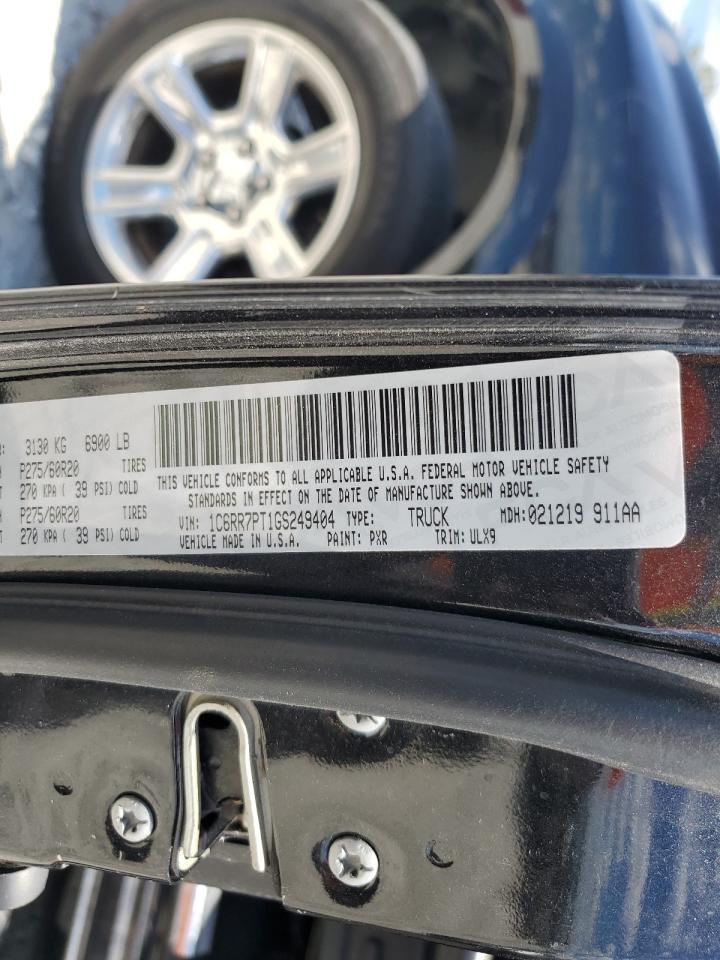 3130 KG 6900 LB
P275/60R20 TIRES
270 KPA ( 39 PSI) COLD
P275/60R20 TIRES
270 KPA ( 39 PSI) COLD
THIS VEHICLE CONFORMS TO ALL APPLICABLE U.S.A. FEDERAL MOTOR VEHICLE SAFETY
STANDARDS IN EFFECT ON THE DATE OF MANUFACTURE SHOWN ABOVE.
VIN: 1C6RR7PT1GS249404 TYPE: TRUCK MDH: 021219 911AA
VEHICLE MADE IN U.S.A. PAINT: PXR TRIM: ULX9